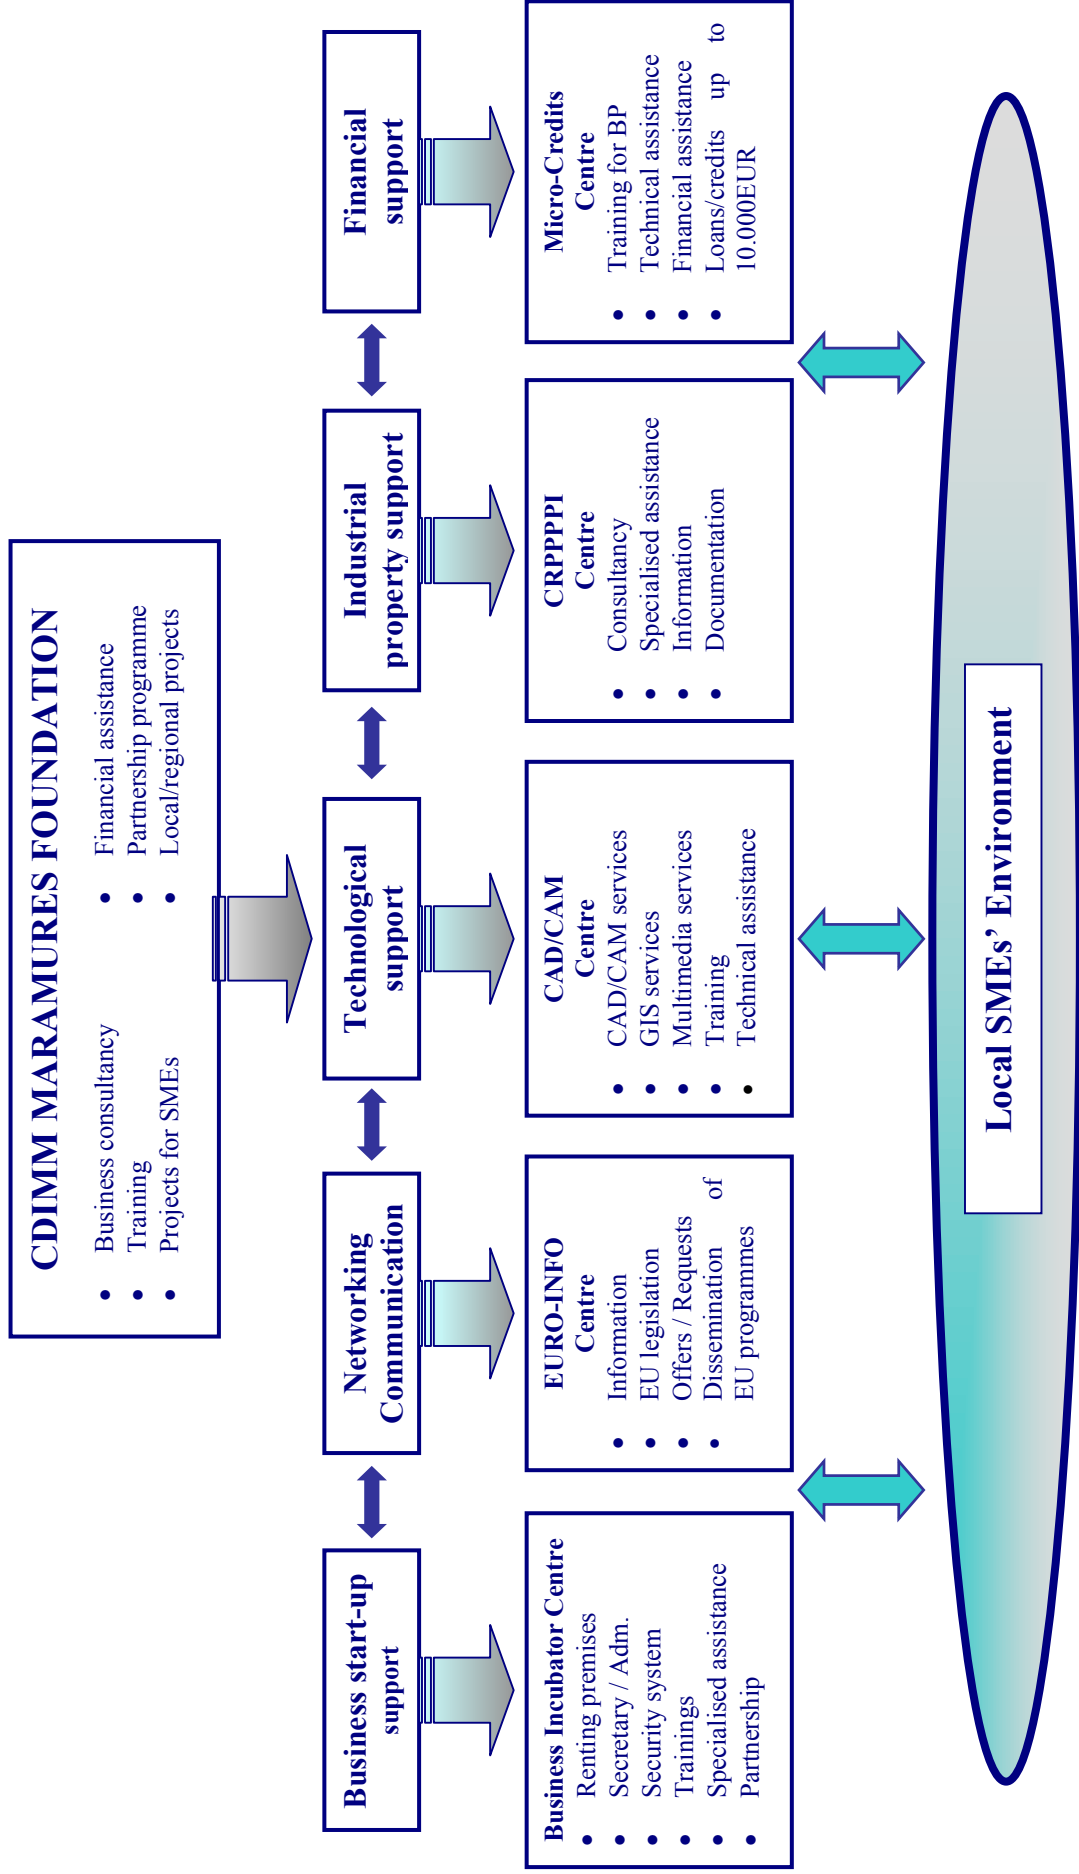 CDIMM MARAMURES FOUNDATION
• Business consultancy
• Training
• Projects for SMEs
• Financial assistance
• Partnership programme
• Local/regional projects
Business start-up
support
Networking
Communication
Technological
support
Industrial
property support
Financial
support
Business Incubator Centre
• Renting premises
• Secretary / Adm.
• Security system
• Trainings
• Specialised assistance
• Partnership
EURO-INFO
Centre
• Information
• EU legislation
• Offers / Requests
• Dissemination of
EU programmes
CAD/CAM
Centre
• CAD/CAM services
• GIS services
• Multimedia services
• Training
• Technical assistance
CRPPPPI
Centre
• Consultancy
• Specialised assistance
• Information
• Documentation
Micro-Credits
Centre
• Training for BP
• Technical assistance
• Financial assistance
• Loans/credits up to
10.000EUR
Local SMEs’ Environment